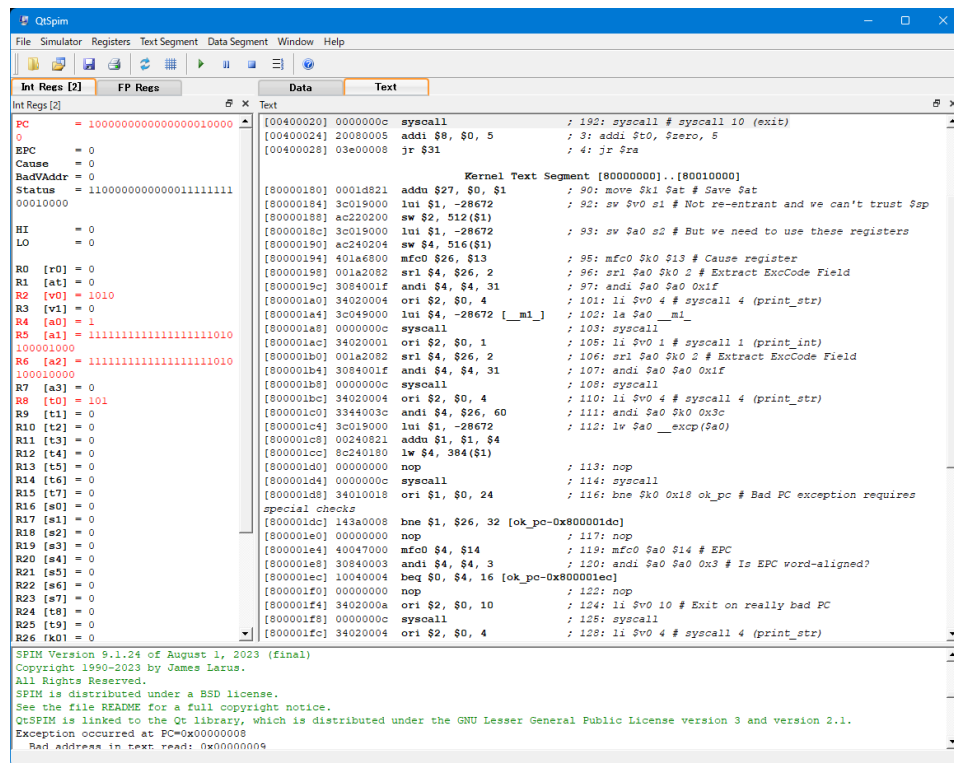 QtSpim
File Simulator Registers Text Segment Data Segment Window Help
Int Regs [2] FP Regs
Data Text
Int Regs [2]
Text
PC = 1000000000000000010000
0
EPC = 0
Cause = 0
BadVAddr = 0
Status = 11000000000000011111111
00010000
HI = 0
LO = 0
R0 [r0] = 0
R1 [at] = 0
R2 [v0] = 1010
R3 [v1] = 0
R4 [a0] = 1
R5 [a1] = 11111111111111111111010
100001000
R6 [a2] = 11111111111111111111010
100010000
R7 [a3] = 0
R8 [t0] = 101
R9 [t1] = 0
R10 [t2] = 0
R11 [t3] = 0
R12 [t4] = 0
R13 [t5] = 0
R14 [t6] = 0
R15 [t7] = 0
R16 [s0] = 0
R17 [s1] = 0
R18 [s2] = 0
R19 [s3] = 0
R20 [s4] = 0
R21 [s5] = 0
R22 [s6] = 0
R23 [s7] = 0
R24 [t8] = 0
R25 [t9] = 0
R26 [k0] = 0
[00400020] 0000000c syscall ; 192: syscall # syscall 10 (exit)
[00400024] 20080005 addi $8, $0, 5 ; 3: addi $t0, $zero, 5
[00400028] 03e00008 jr $31 ; 4: jr $ra
Kernel Text Segment [80000000]..[80010000]
[80000180] 0001d821 addu $27, $0, $1 ; 90: move $k1 $at # Save $at
[80000184] 3c019000 lui $1, -28672 ; 92: sw $v0 s1 # Not re-entrant and we can't trust $sp
[80000188] ac220200 sw $2, 512($1)
[8000018c] 3c019000 lui $1, -28672 ; 93: sw $a0 s2 # But we need to use these registers
[80000190] ac240204 sw $4, 516($1)
[80000194] 401a6800 mfc0 $26, $13 ; 95: mfc0 $k0 $13 # Cause register
[80000198] 001a2082 srl $4, $26, 2 ; 96: srl $a0 $k0 2 # Extract ExcCode Field
[8000019c] 3084001f andi $4, $4, 31 ; 97: andi $a0 $a0 0x1f
[800001a0] 34020004 ori $2, $0, 4 ; 101: li $v0 4 # syscall 4 (print_str)
[800001a4] 3c049000 lui $4, -28672 [__m1_] ; 102: la $a0 __m1_
[800001a8] 0000000c syscall ; 103: syscall
[800001ac] 34020001 ori $2, $0, 1 ; 105: li $v0 1 # syscall 1 (print_int)
[800001b0] 001a2082 srl $4, $26, 2 ; 106: srl $a0 $k0 2 # Extract ExcCode Field
[800001b4] 3084001f andi $4, $4, 31 ; 107: andi $a0 $a0 0x1f
[800001b8] 0000000c syscall ; 108: syscall
[800001bc] 34020004 ori $2, $0, 4 ; 110: li $v0 4 # syscall 4 (print_str)
[800001c0] 3344003c andi $4, $26, 60 ; 111: andi $a0 $k0 0x3c
[800001c4] 3c019000 lui $1, -28672 ; 112: lw $a0 __excp($a0)
[800001c8] 00240821 addu $1, $1, $4
[800001cc] 8c240180 lw $4, 384($1)
[800001d0] 00000000 nop ; 113: nop
[800001d4] 0000000c syscall ; 114: syscall
[800001d8] 34010018 ori $1, $0, 24 ; 116: bne $k0 0x18 ok_pc # Bad PC exception requires
special checks
[800001dc] 143a0008 bne $1, $26, 32 [ok_pc-0x800001dc]
[800001e0] 00000000 nop ; 117: nop
[800001e4] 40047000 mfc0 $4, $14 ; 119: mfc0 $a0 $14 # EPC
[800001e8] 30840003 andi $4, $4, 3 ; 120: andi $a0 $a0 0x3 # Is EPC word-aligned?
[800001ec] 10040004 beq $0, $4, 16 [ok_pc-0x800001ec]
[800001f0] 00000000 nop ; 122: nop
[800001f4] 3402000a ori $2, $0, 10 ; 124: li $v0 10 # Exit on really bad PC
[800001f8] 0000000c syscall ; 125: syscall
[800001fc] 34020004 ori $2, $0, 4 ; 128: li $v0 4 # syscall 4 (print_str)
SPIM Version 9.1.24 of August 1, 2023 (final)
Copyright 1990-2023 by James Larus.
All Rights Reserved.
SPIM is distributed under a BSD license.
See the file README for a full copyright notice.
QtSPIM is linked to the Qt library, which is distributed under the GNU Lesser General Public License version 3 and version 2.1.
Exception occurred at PC=0x00000008
Bad address in text read: 0x00000009